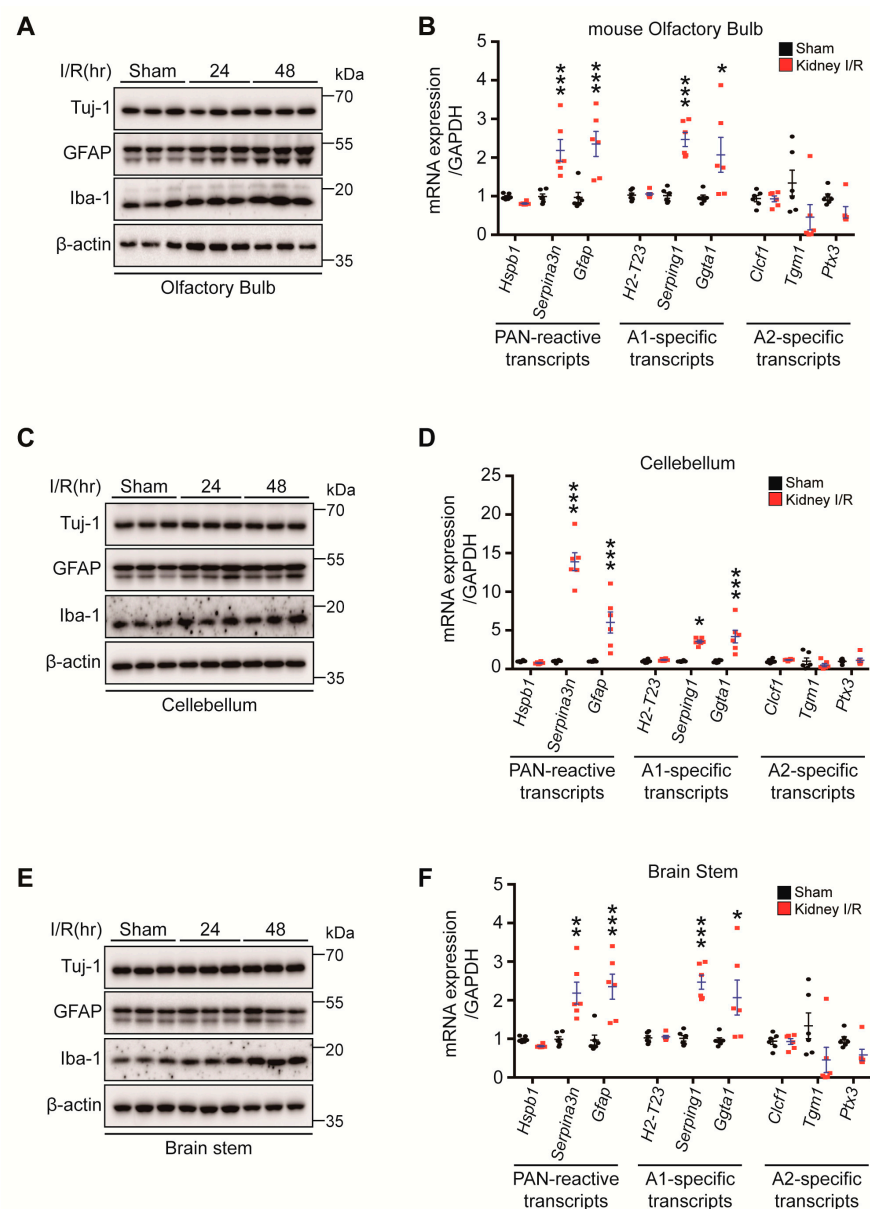 A
I/R(hr) Sham 24 48 kDa
Tuj-1 70
GFAP 55
Iba-1 20
β-actin 35
Olfactory Bulb
B
mouse Olfactory Bulb
Sham
Kidney I/R
mRNA expression
/GAPDH
5
4
3
2
1
0
*** *** *** *
Hspb1 Serpina3n Gfap H2-T23 Serping1 Ggta1 Clcf1 Tgm1 Ptx3
PAN-reactive A1-specific A2-specific
transcripts transcripts transcripts
C
I/R(hr) Sham 24 48 kDa
Tuj-1 70
GFAP 55
Iba-1 20
β-actin 35
Cellebellum
D
Cellebellum
Sham
Kidney I/R
mRNA expression
/GAPDH
25
20
15
10
5
0
*** *** * ***
Hspb1 Serpina3n Gfap H2-T23 Serping1 Ggta1 Clcf1 Tgm1 Ptx3
PAN-reactive A1-specific A2-specific
transcripts transcripts transcripts
E
I/R(hr) Sham 24 48 kDa
Tuj-1 70
GFAP 55
Iba-1 20
β-actin 35
Brain stem
F
Brain Stem
Sham
Kidney I/R
mRNA expression
/GAPDH
5
4
3
2
1
0
** *** *** *
Hspb1 Serpina3n Gfap H2-T23 Serping1 Ggta1 Clcf1 Tgm1 Ptx3
PAN-reactive A1-specific A2-specific
transcripts transcripts transcripts